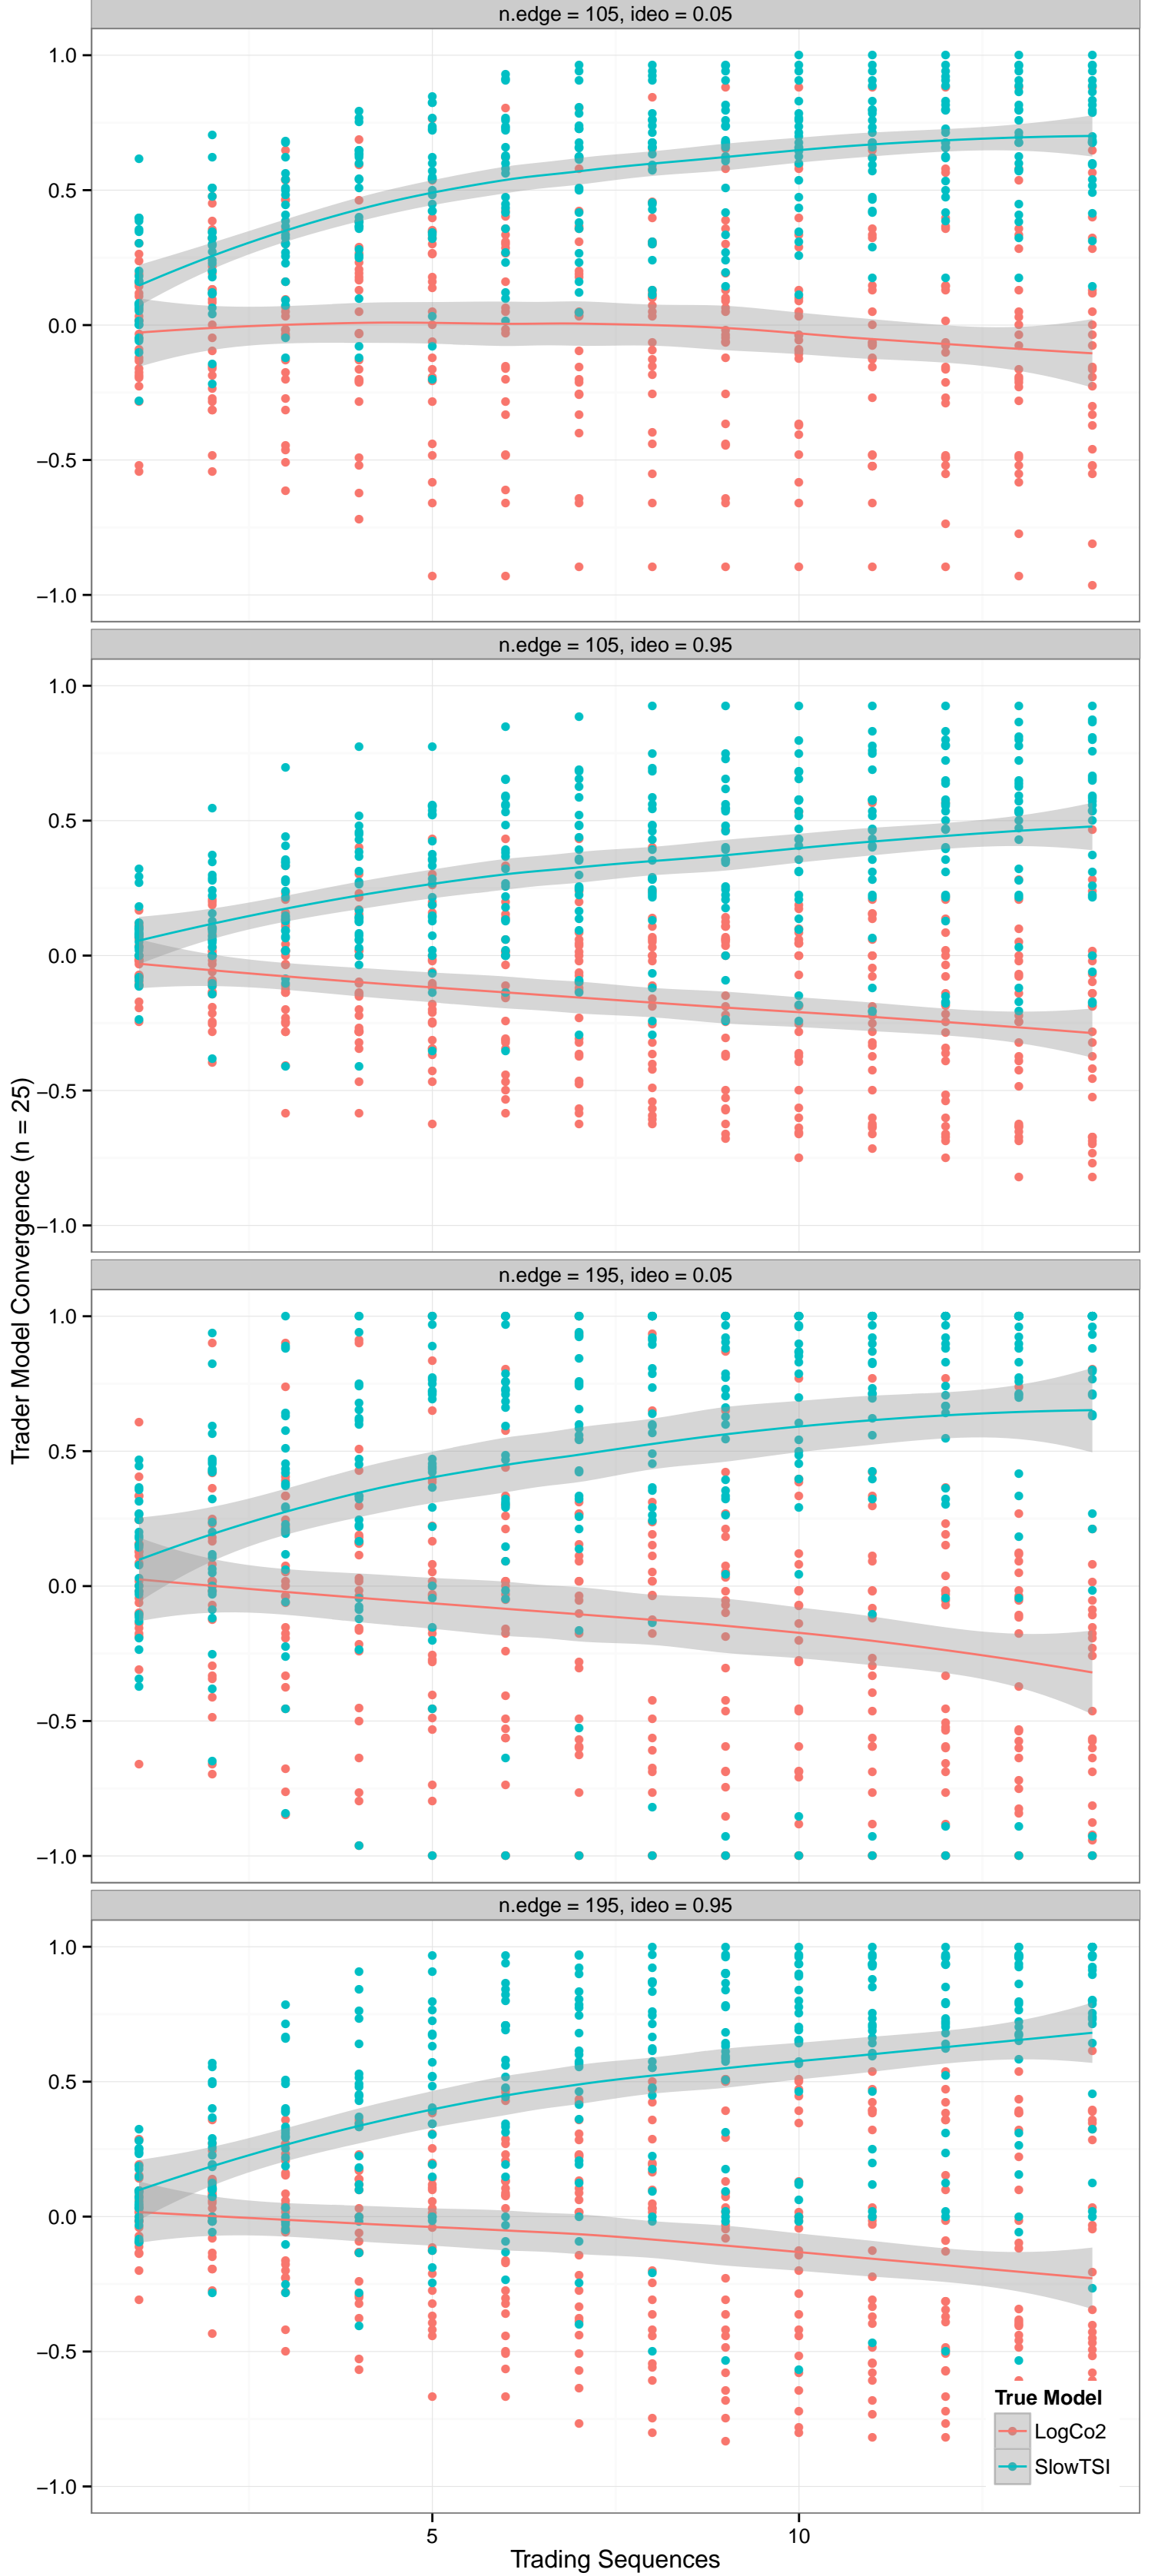 n.edge = 105, ideo = 0.05
1.0
0.5
0.0
−0.5
−1.0
n.edge = 105, ideo = 0.95
1.0
0.5
0.0
−0.5
−1.0
n.edge = 195, ideo = 0.05
1.0
0.5
0.0
−0.5
−1.0
n.edge = 195, ideo = 0.95
1.0
0.5
0.0
−0.5
−1.0
Trader Model Convergence (n = 25)
True Model
LogCo2
SlowTSI
5
10
Trading Sequences